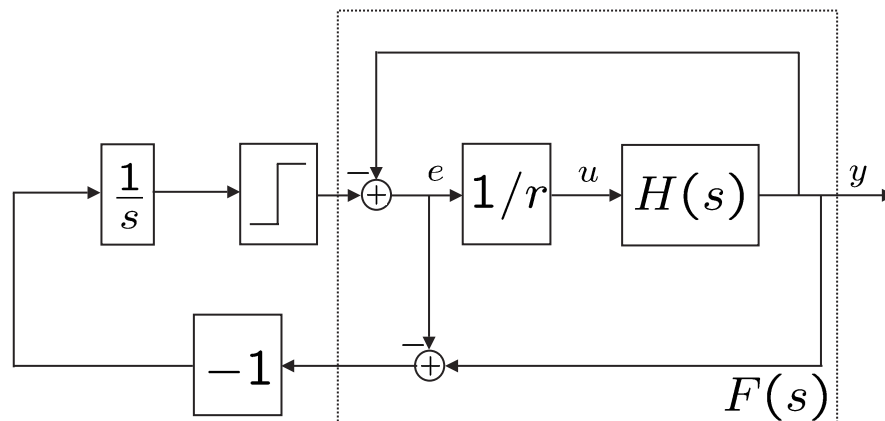 − e u y
1/s
1/r
H(s)
−
−1
F(s)
+
+